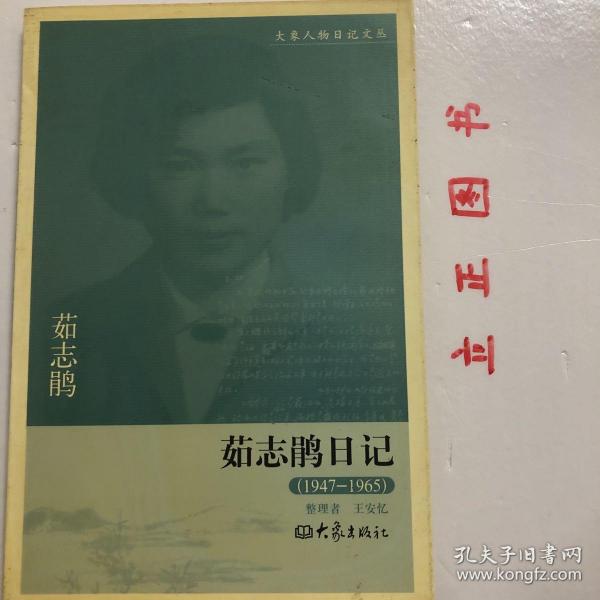 大象人物日记文丛
茹志鹃
茹志鹃日记
(1947-1965)
整理者 王安忆
大象出版社
立正图书
孔夫子旧书网
www.kongfz.com